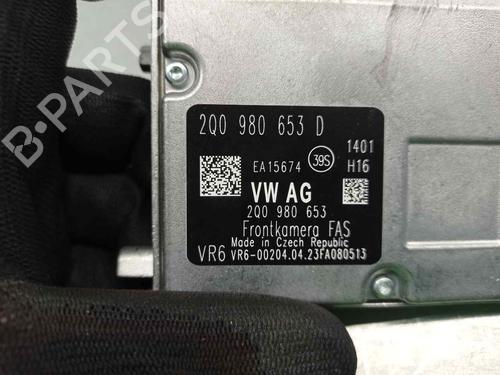 2Q0 980 653 D
1401
EA15674 39S H16
VW AG
2Q0 980 653
Frontkamera FAS
Made in Czech Republic
VR6 VR6-00204.04.23FA080513
B-PARTS